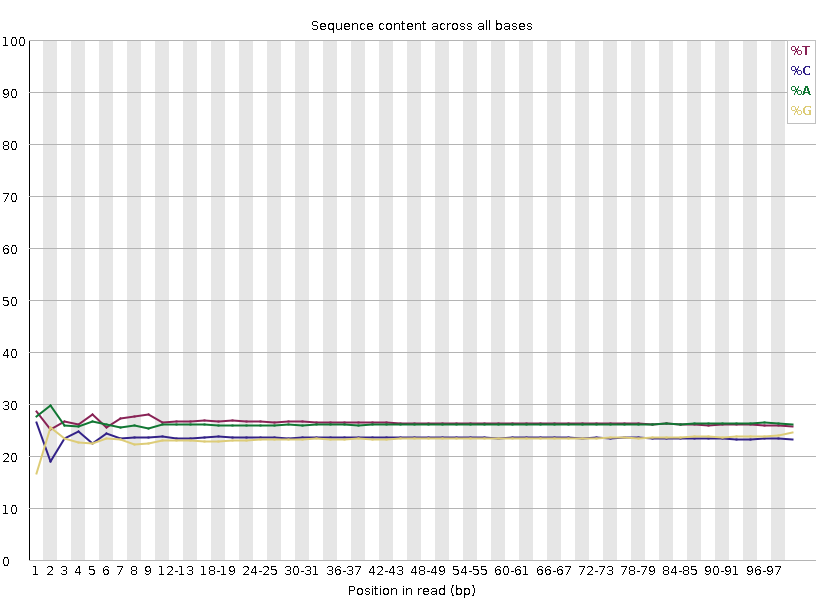 Sequence content across all bases
100
90
80
70
60
50
40
30
20
10
0
%T
%C
%A
%G
1 2 3 4 5 6 7 8 9 12-13 18-19 24-25 30-31 36-37 42-43 48-49 54-55 60-61 66-67 72-73 78-79 84-85 90-91 96-97
Position in read (bp)